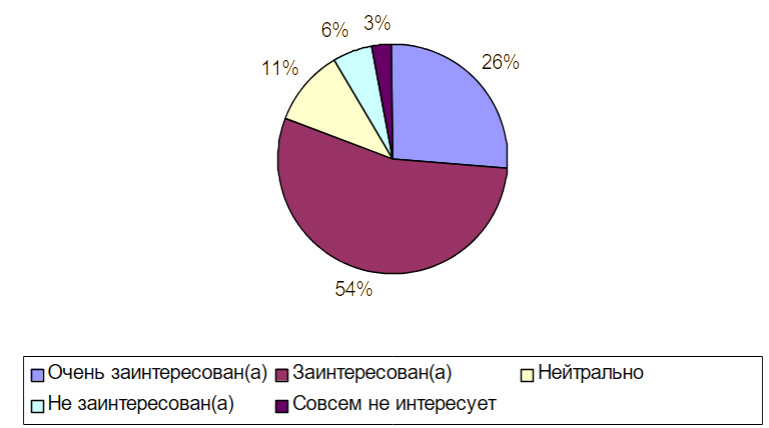 3%
6%
26%
11%
54%
Очень заинтересован(а) Заинтересован(а) Нейтрально
Не заинтересован(а) Совсем не интересует